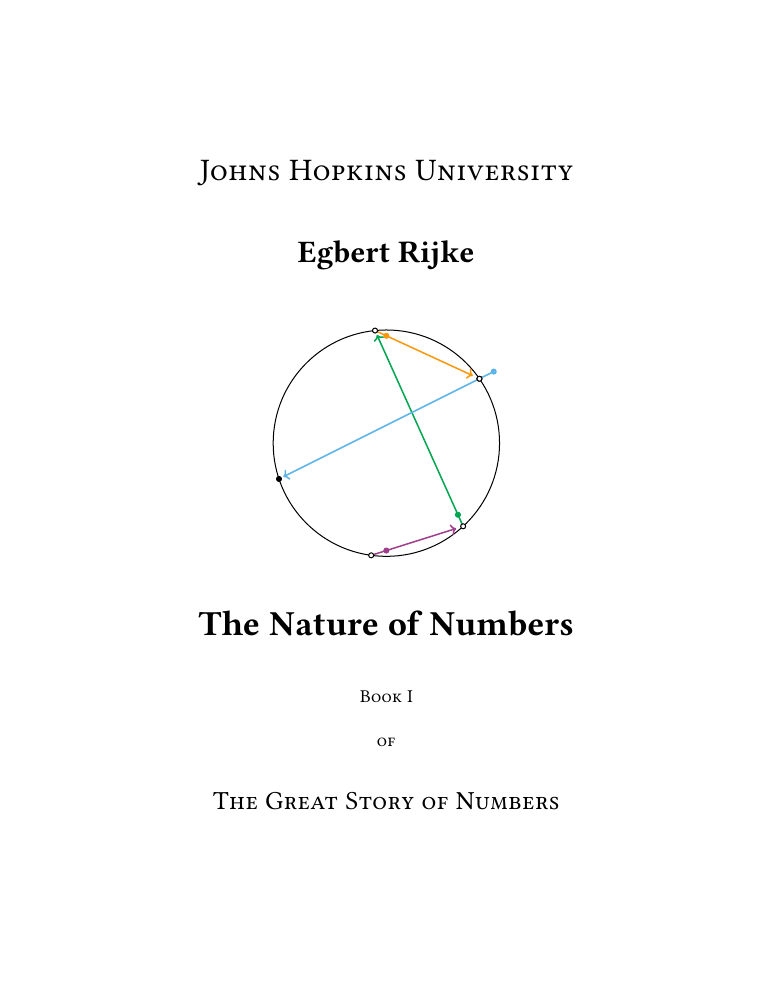 Johns Hopkins University
Egbert Rijke
The Nature of Numbers
Book I
of
The Great Story of Numbers